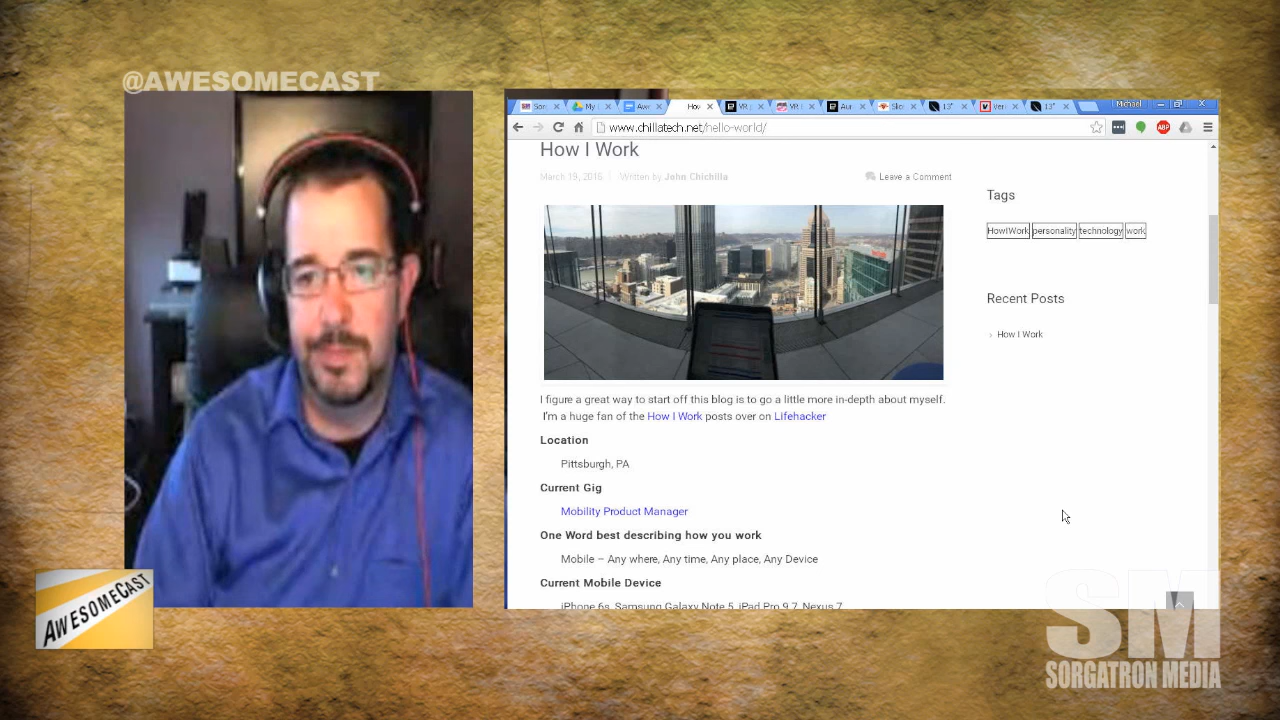 @AWESOMECAST
Michael
www.chillatech.net/hello-world/
ABP
How I Work
March 19, 2016 | Written by John Chichilla
Leave a Comment
Tags
HowIWork personality technology work
Recent Posts
How I Work
I figure a great way to start off this blog is to go a little more in-depth about myself.
I'm a huge fan of the How I Work posts over on Lifehacker
Location
Pittsburgh, PA
Current Gig
Mobility Product Manager
One Word best describing how you work
Mobile – Any where, Any time, Any place, Any Device
Current Mobile Device
iPhone 6s, Samsung Galaxy Note 5, iPad Pro 9.7, Nexus 7
AWESOMECAST
SM
SORGATRON MEDIA